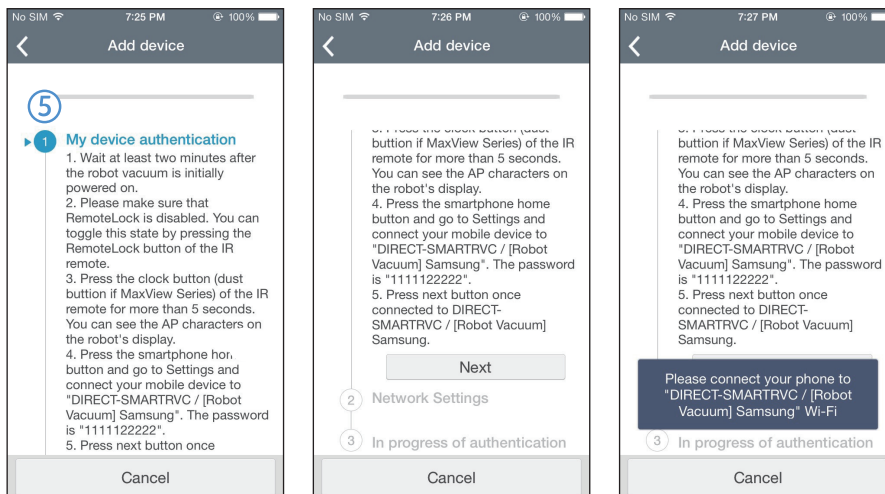 No SIM 7:25 PM 100%
Add device
5
1 My device authentication
1. Wait at least two minutes after
the robot vacuum is initially
powered on.
2. Please make sure that
RemoteLock is disabled. You can
toggle this state by pressing the
RemoteLock button of the IR
remote.
3. Press the clock button (dust
buttion if MaxView Series) of the IR
remote for more than 5 seconds.
You can see the AP characters on
the robot's display.
4. Press the smartphone
button and go to Settings and
connect your mobile device to
"DIRECT-SMARTRVC / [Robot
Vacuum] Samsung". The password
is "1111122222".
5. Press next button once
Cancel
No SIM 7:26 PM 100%
Add device
3. Press the clock button (dust
buttion if MaxView Series) of the IR
remote for more than 5 seconds.
You can see the AP characters on
the robot's display.
4. Press the smartphone home
button and go to Settings and
connect your mobile device to
"DIRECT-SMARTRVC / [Robot
Vacuum] Samsung". The password
is "1111122222".
5. Press next button once
connected to DIRECT-
SMARTRVC / [Robot Vacuum]
Samsung.
Next
2 Network Settings
3 In progress of authentication
Cancel
No SIM 7:27 PM 100%
Add device
3. Press the clock button (dust
buttion if MaxView Series) of the IR
remote for more than 5 seconds.
You can see the AP characters on
the robot's display.
4. Press the smartphone home
button and go to Settings and
connect your mobile device to
"DIRECT-SMARTRVC / [Robot
Vacuum] Samsung". The password
is "1111122222".
5. Press next button once
connected to DIRECT-
SMARTRVC / [Robot Vacuum]
Samsung.
Please connect your phone to
"DIRECT-SMARTRVC / [Robot
Vacuum] Samsung" Wi-Fi
3 In progress of authentication
Cancel